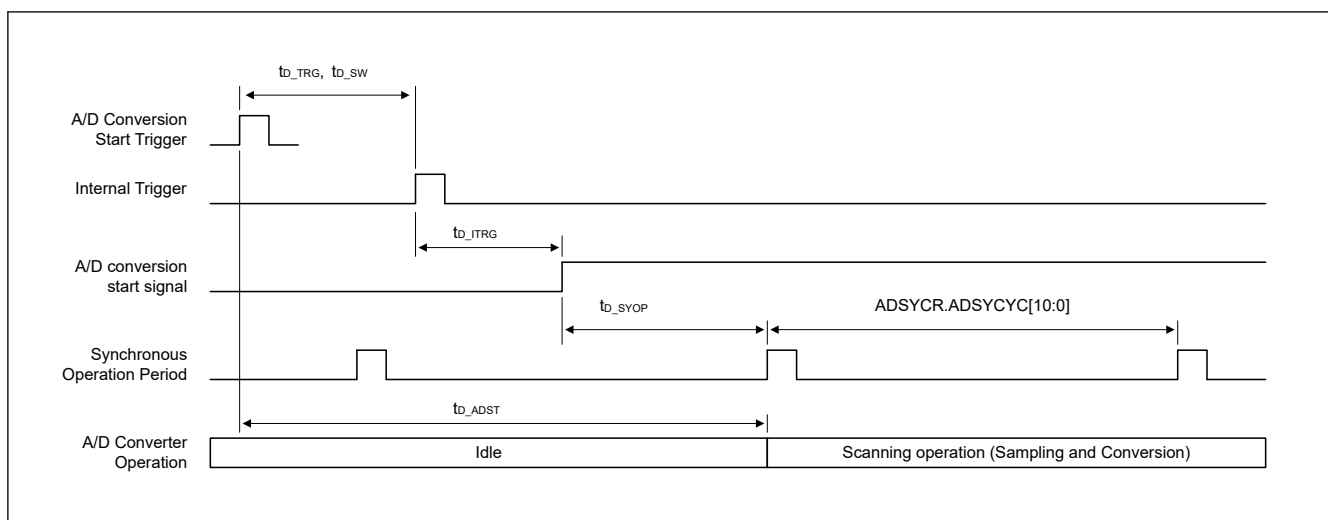 tD_TRG, tD_SW
A/D Conversion
Start Trigger
Internal Trigger
tD_ITRG
A/D conversion
start signal
tD_SYOP
ADSYCR.ADSYCYC[10:0]
Synchronous
Operation Period
tD_ADST
A/D Converter
Operation
Idle
Scanning operation (Sampling and Conversion)